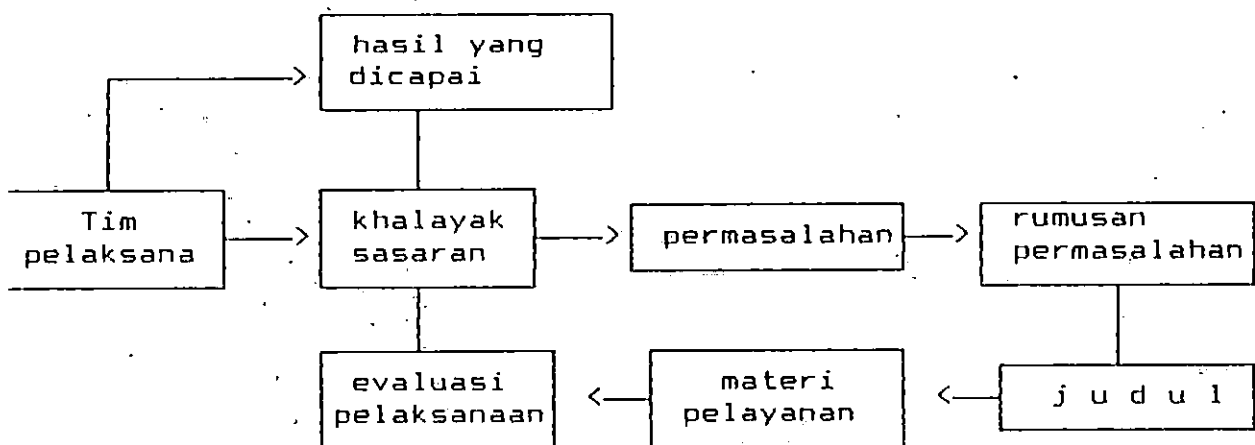 hasil yang
dicapai
Tim
pelaksana
khalayak
sasaran
permasalahan
rumusan
permasalahan
evaluasi
pelaksanaan
materi
pelayanan
j u d u l